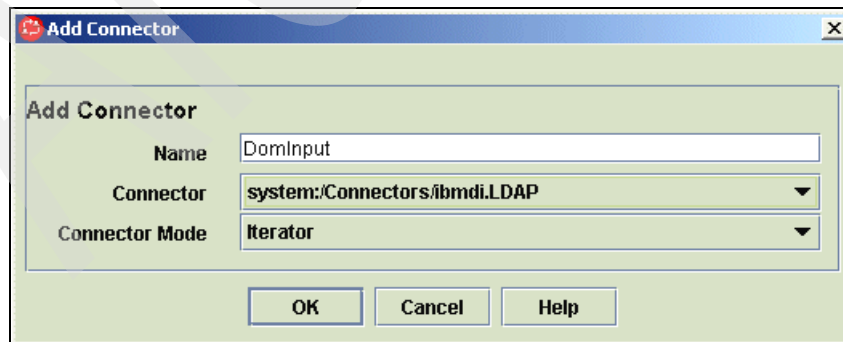 Add Connector
Add Connector
Name DomInput
Connector system:/Connectors/ibmdi.LDAP
Connector Mode Iterator
OK Cancel Help